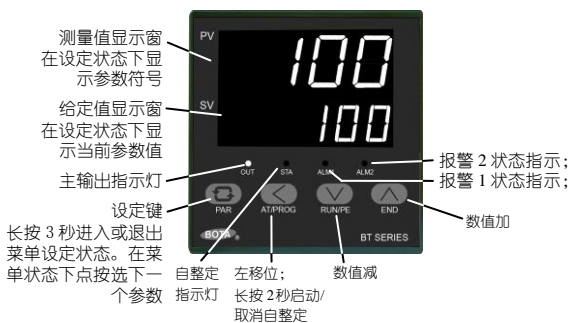 测量值显示窗
在设定状态下显
示参数符号
给定值显示窗
在设定状态下显
示当前参数值
主输出指示灯
设定键
长按 3 秒进入或退出
菜单设定状态。在菜
单状态下点按选下一
个参数
PV
100
SV
100
OUT STA ALM1 ALM2
PAR AT/PROG RUN/PE END
BOTA
BT SERIES
报警 2 状态指示；
报警 1 状态指示；
数值加
自整定
指示灯
左移位；
长按 2秒启动/
取消自整定
数值减